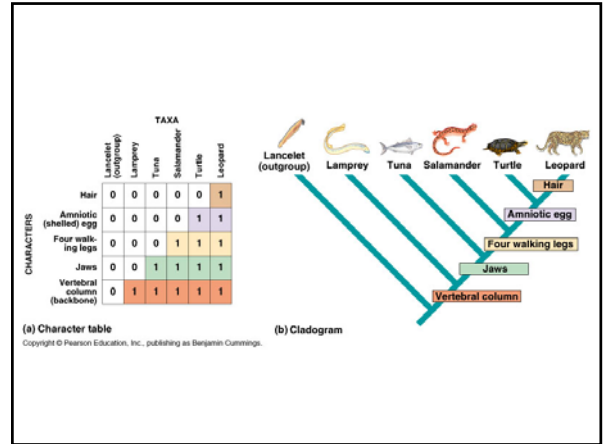 TAXA
Lancelet
(outgroup)
Lamprey
Tuna
Salamander
Turtle
Leopard
CHARACTERS
Hair 0 0 0 0 0 1
Amniotic
(shelled) egg 0 0 0 0 1 1
Four walk-
ing legs 0 0 0 1 1 1
Jaws 0 0 1 1 1 1
Vertebral
column
(backbone) 0 1 1 1 1 1
(a) Character table
Lancelet
(outgroup)
Lamprey
Tuna
Salamander
Turtle
Leopard
Hair
Amniotic egg
Four walking legs
Jaws
Vertebral column
(b) Cladogram
Copyright © Pearson Education, Inc., publishing as Benjamin Cummings.